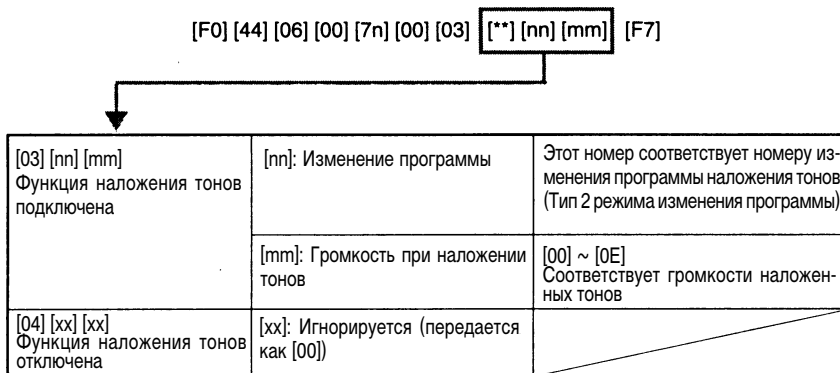 [F0] [44] [06] [00] [7n] [00] [03] [**] [nn] [mm] [F7]
[03] [nn] [mm]
Функция наложения тонов
подключена
[nn]: Изменение программы
Этот номер соответствует номеру из-
менения программы наложения тонов
(Тип 2 режима изменения программы)
[mm]: Громкость при наложении
тонов
[00] ~ [0E]
Соответствует громкости наложен-
ных тонов
[04] [xx] [xx]
Функция наложения тонов
отключена
[xx]: Игнорируется (передается
как [00])